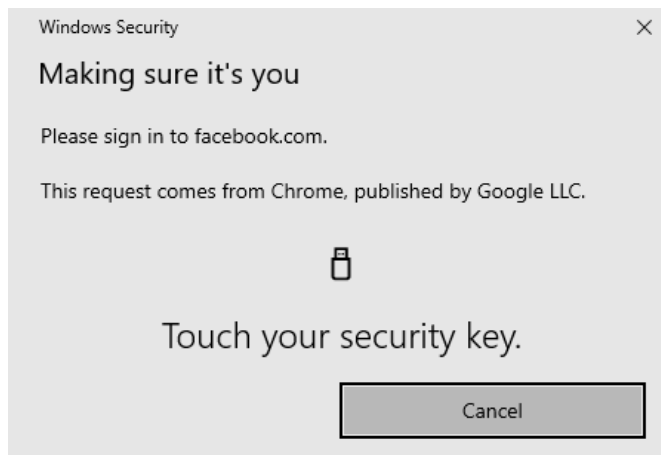 Windows Security
Making sure it's you
Please sign in to facebook.com.
This request comes from Chrome, published by Google LLC.
Touch your security key.
Cancel